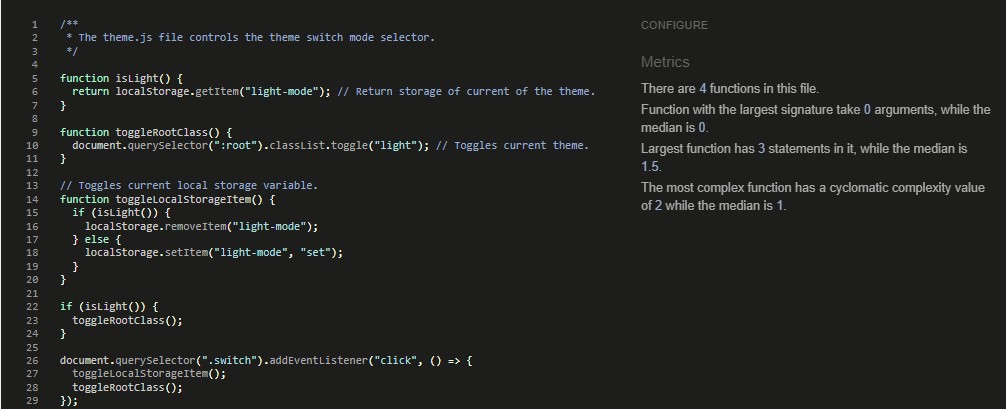 1 /**
2  * The theme.js file controls the theme switch mode selector.
3  */
4
5 function isLight() {
6   return localStorage.getItem("light-mode"); // Return storage of current of the theme.
7 }
8
9 function toggleRootClass() {
10   document.querySelector(":root").classList.toggle("light"); // Toggles current theme.
11 }
12
13 // Toggles current local storage variable.
14 function toggleLocalStorageItem() {
15   if (isLight()) {
16     localStorage.removeItem("light-mode");
17   } else {
18     localStorage.setItem("light-mode", "set");
19   }
20 }
21
22 if (isLight()) {
23   toggleRootClass();
24 }
25
26 document.querySelector(".switch").addEventListener("click", () => {
27   toggleLocalStorageItem();
28   toggleRootClass();
29 });
CONFIGURE
Metrics
There are 4 functions in this file.
Function with the largest signature take 0 arguments, while the
median is 0.
Largest function has 3 statements in it, while the median is
1.5.
The most complex function has a cyclomatic complexity value
of 2 while the median is 1.